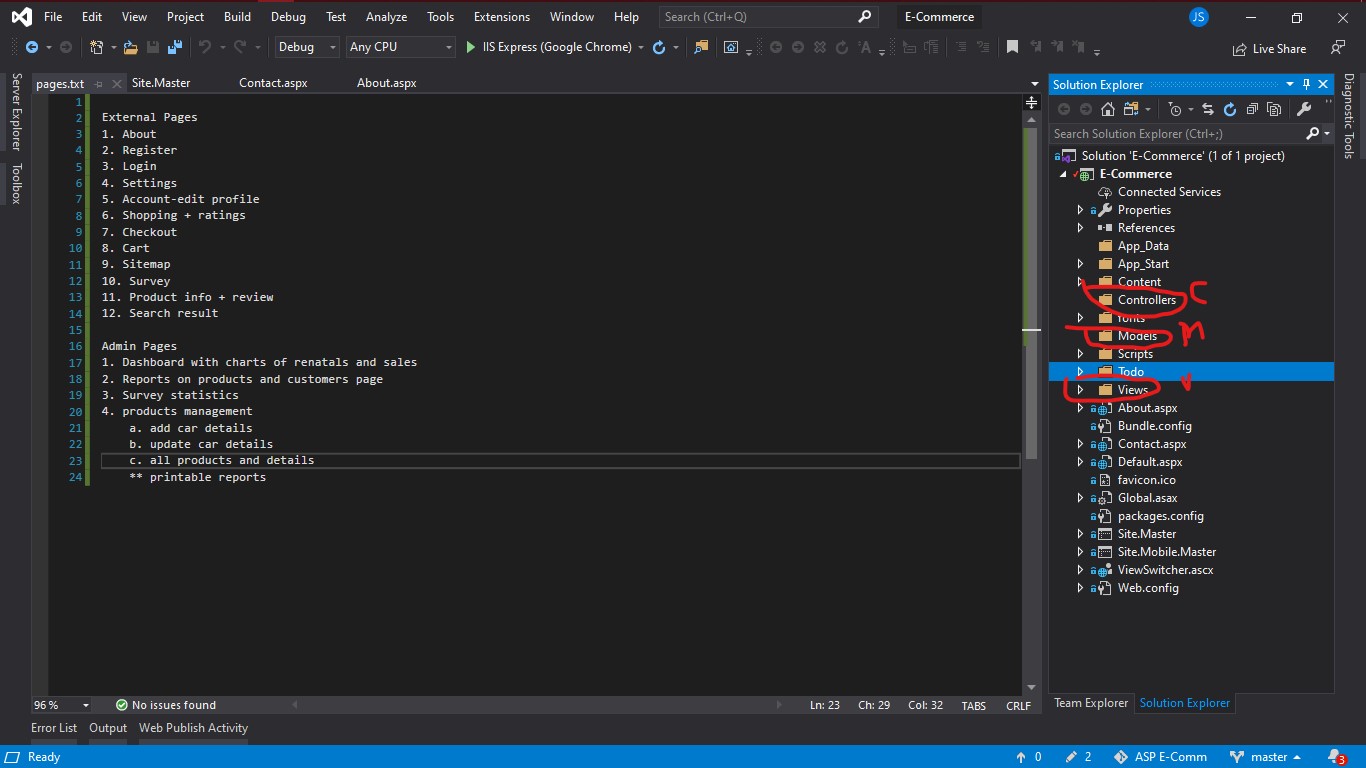 File Edit View Project Build Debug Test Analyze Tools Extensions Window Help Search (Ctrl+Q) E-Commerce JS
Debug Any CPU IIS Express (Google Chrome) Live Share
Server Explorer
Toolbox
pages.txt Site.Master Contact.aspx About.aspx
1
2 External Pages
3 1. About
4 2. Register
5 3. Login
6 4. Settings
7 5. Account-edit profile
8 6. Shopping + ratings
9 7. Checkout
10 8. Cart
11 9. Sitemap
12 10. Survey
13 11. Product info + review
14 12. Search result
15
16 Admin Pages
17 1. Dashboard with charts of renatals and sales
18 2. Reports on products and customers page
19 3. Survey statistics
20 4. products management
21 a. add car details
22 b. update car details
23 c. all products and details
24 ** printable reports
96 % No issues found Ln: 23 Ch: 29 Col: 32 TABS CRLF
Error List Output Web Publish Activity
Solution Explorer
Search Solution Explorer (Ctrl+;)
Solution 'E-Commerce' (1 of 1 project)
E-Commerce
Connected Services
Properties
References
App_Data
App_Start
Content
Controllers C
fonts
Models M
Scripts
Todo
Views V
About.aspx
Bundle.config
Contact.aspx
Default.aspx
favicon.ico
Global.asax
packages.config
Site.Master
Site.Mobile.Master
ViewSwitcher.ascx
Web.config
Team Explorer Solution Explorer
Diagnostic Tools
Ready 0 2 ASP E-Comm master 3